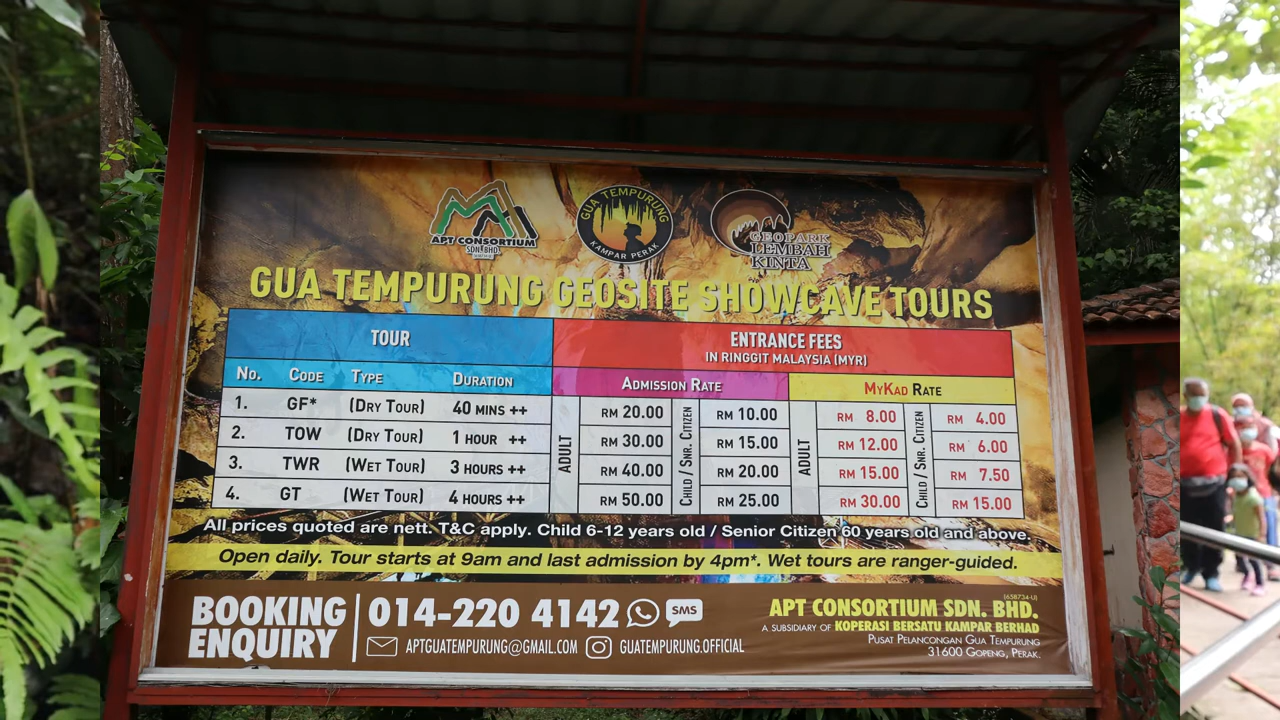 APT CONSORTIUM
SDN. BHD.
GUA TEMPURUNG
KAMPAR PERAK
GEOPARK
LEMBAH
KINTA
GUA TEMPURUNG GEOSITE SHOWCAVE TOURS
TOUR
ENTRANCE FEES
IN RINGGIT MALAYSIA (MYR)
No. Code Type Duration Admission Rate MyKad Rate
ADULT Child / Snr. Citizen ADULT Child / Snr. Citizen
1. GF* (Dry Tour) 40 mins ++ RM 20.00 RM 10.00 RM 8.00 RM 4.00
2. TOW (Dry Tour) 1 hour ++ RM 30.00 RM 15.00 RM 12.00 RM 6.00
3. TWR (Wet Tour) 3 hours ++ RM 40.00 RM 20.00 RM 15.00 RM 7.50
4. GT (Wet Tour) 4 hours ++ RM 50.00 RM 25.00 RM 30.00 RM 15.00
All prices quoted are nett. T&C apply. Child 6-12 years old / Senior Citizen 60 years old and above.
Open daily. Tour starts at 9am and last admission by 4pm*. Wet tours are ranger-guided.
BOOKING
ENQUIRY
014-220 4142 SMS
APTGUATEMPURUNG@GMAIL.COM GUATEMPURUNG.OFFICIAL
(658734-U)
APT CONSORTIUM SDN. BHD.
A SUBSIDIARY OF KOPERASI BERSATU KAMPAR BERHAD
Pusat Pelancongan Gua Tempurung
31600 Gopeng, Perak.